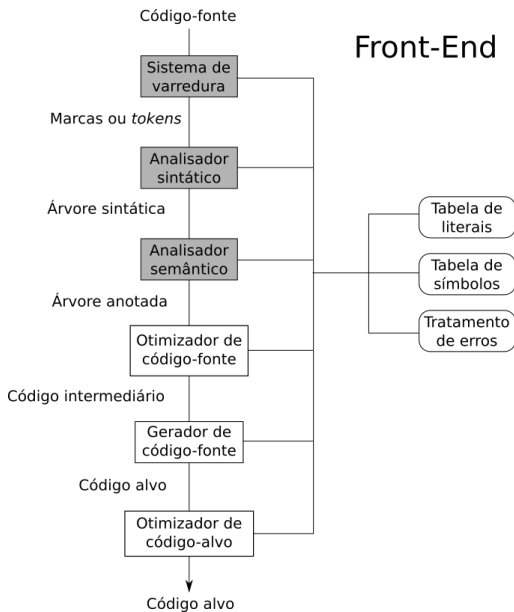 Código-fonte
Front-End
Sistema de
varredura
Marcas ou tokens
Analisador
sintático
Árvore sintática
Analisador
semântico
Árvore anotada
Otimizador de
código-fonte
Código intermediário
Gerador de
código-fonte
Código alvo
Otimizador de
código-alvo
Código alvo
Tabela de
literais
Tabela de
símbolos
Tratamento
de erros